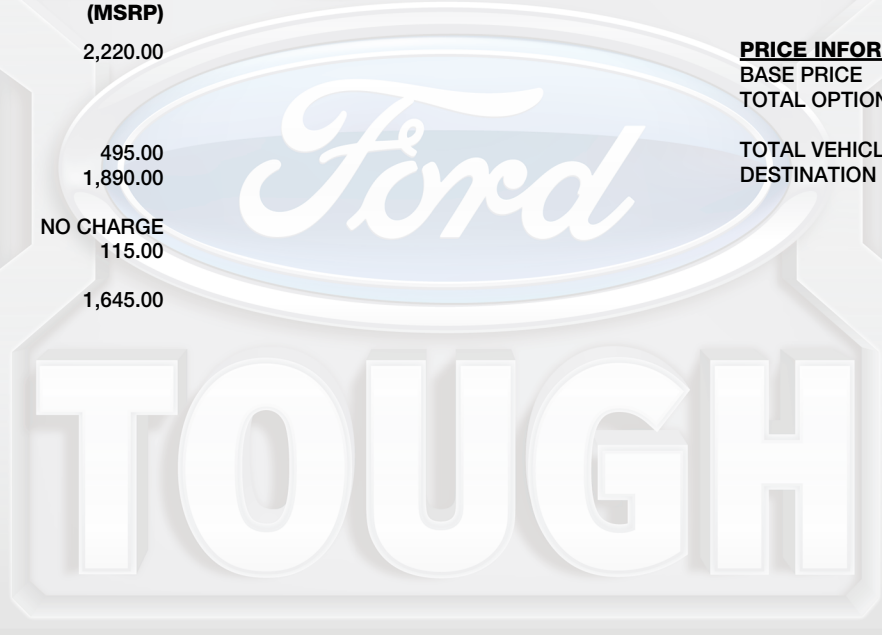 (MSRP)
2,220.00
495.00
1,890.00
NO CHARGE
115.00
1,645.00
PRICE INFOR
BASE PRICE
TOTAL OPTION
TOTAL VEHICL
DESTINATION
Ford
TOUGH